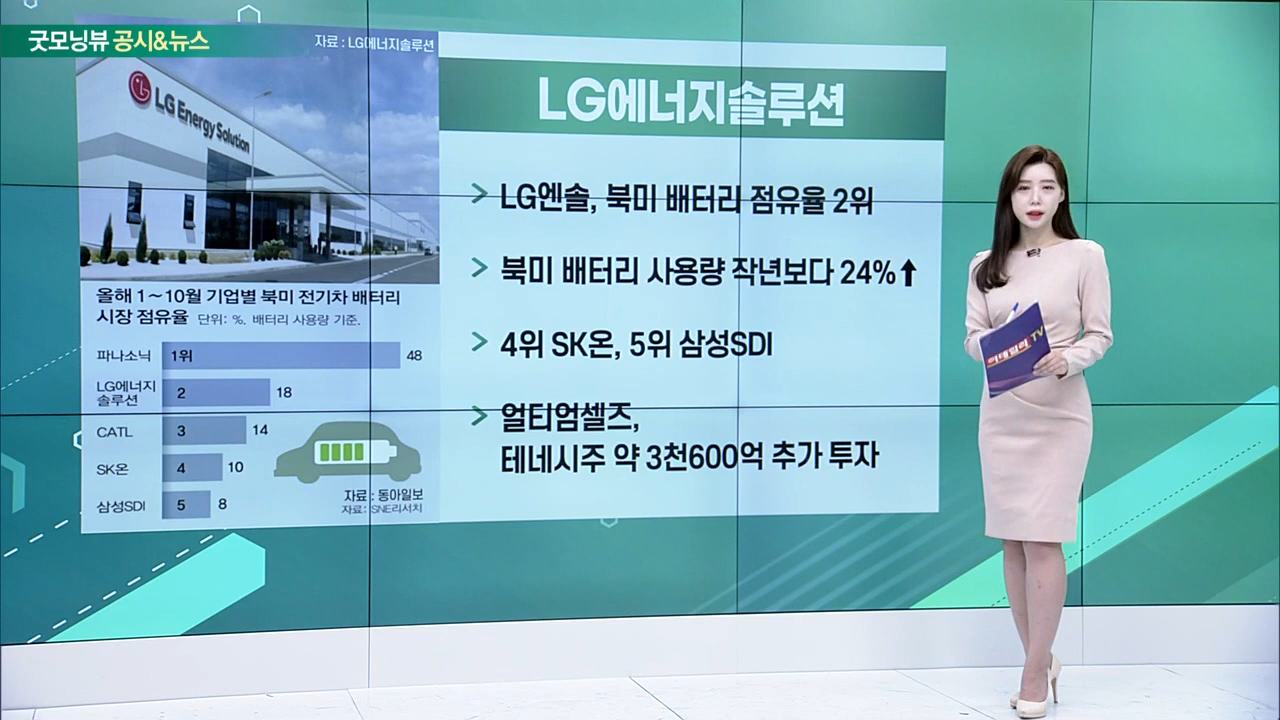 굿모닝뷰 공시&뉴스
자료 : LG에너지솔루션
LG Energy Solution
LG에너지솔루션
LG엔솔, 북미 배터리 점유율 2위
북미 배터리 사용량 작년보다 24%↑
4위 SK온, 5위 삼성SDI
얼티엄셀즈,
테네시주 약 3천600억 추가 투자
올해 1~10월 기업별 북미 전기차 배터리
시장 점유율 단위: %. 배터리 사용량 기준.
파나소닉 1위 48
LG에너지
솔루션 2 18
CATL 3 14
SK온 4 10
삼성SDI 5 8
자료 : 동아일보
자료: SNE리서치
이데일리 TV